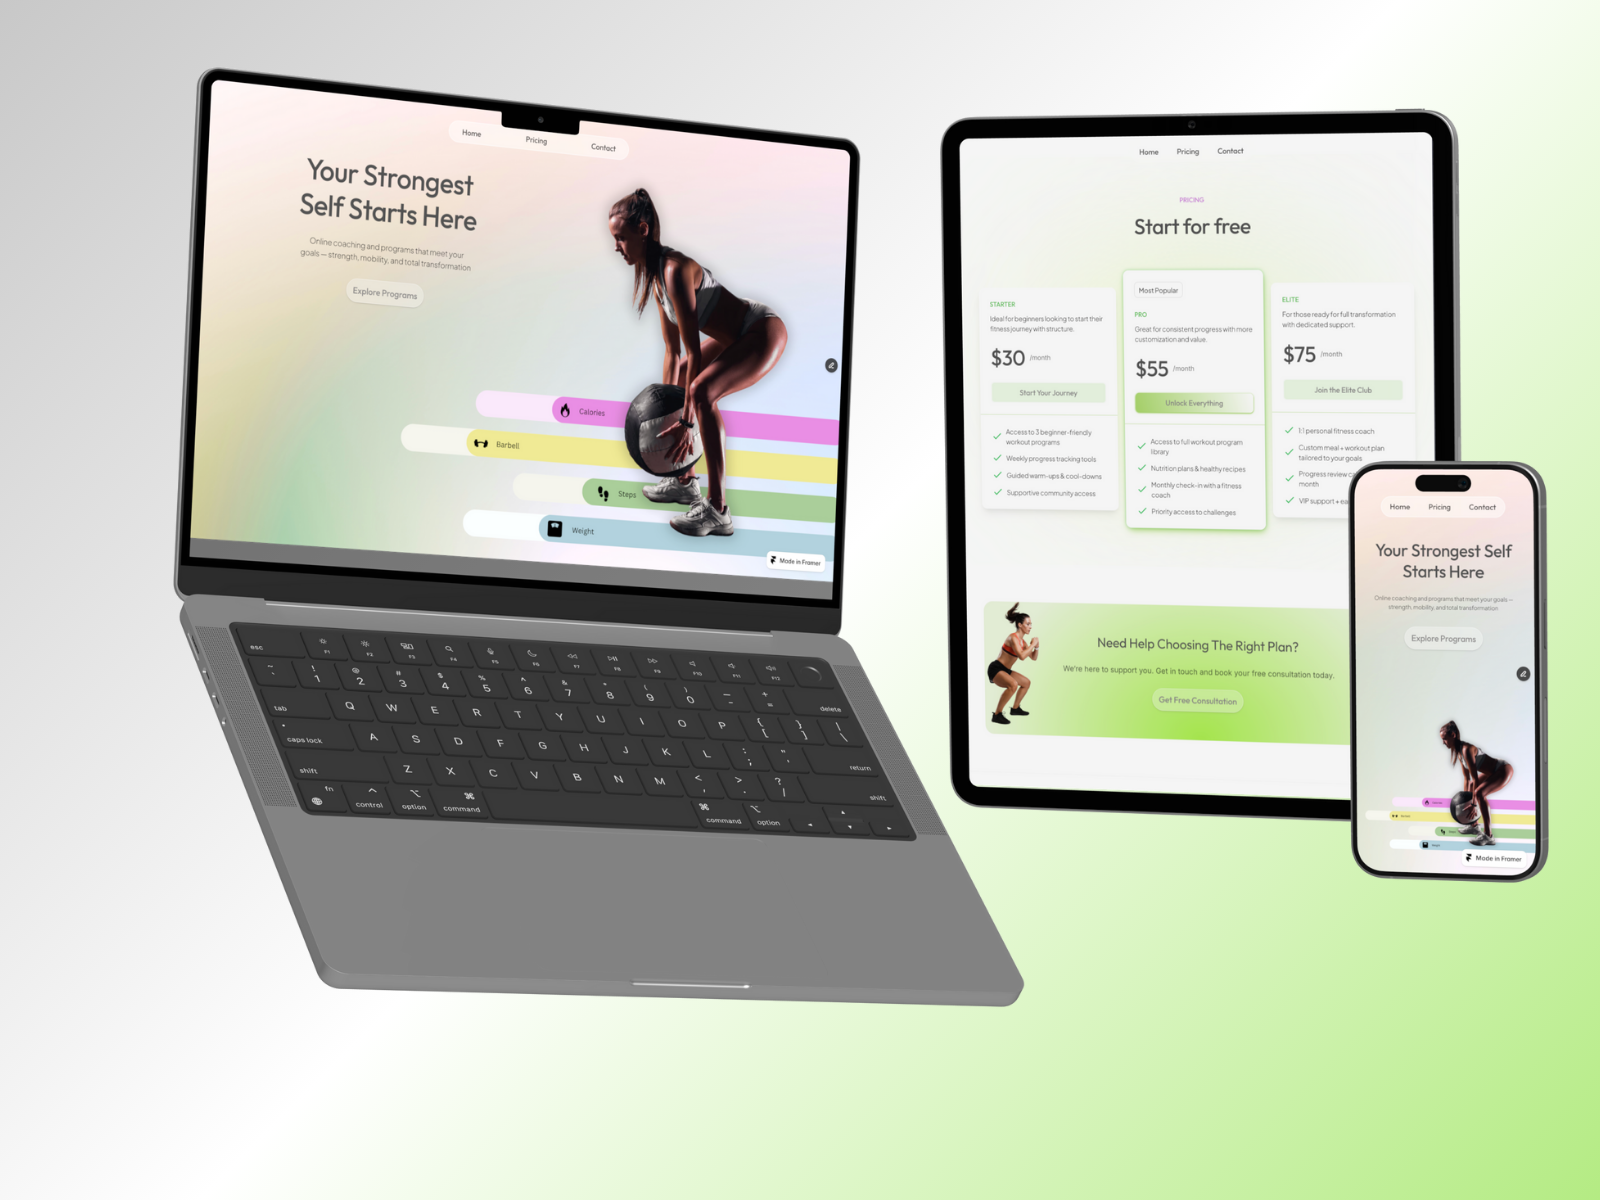 Home Pricing Contact
Your Strongest
Self Starts Here
Online coaching and programs that meet your
goals — strength, mobility, and total transformation
Explore Programs
Calories
Barbell
Steps
Weight
Made in Framer
esc F1 F2 F3 F4 F5 F6 F7 F8 F9 F10 F11 F12
~ ! @ # $ % ^ & * ( ) — +
` 1 2 3 4 5 6 7 8 9 0 - = delete
tab Q W E R T Y U I O P { [ } ] | \
caps lock A S D F G H J K L : ; " ' return
shift Z X C V B N M < , > . ? / shift
fn control option command command option
Home Pricing Contact
PRICING
Start for free
STARTER
Ideal for beginners looking to start their
fitness journey with structure.
$30 /month
Start Your Journey
Access to 3 beginner-friendly
workout programs
Weekly progress tracking tools
Guided warm-ups & cool-downs
Supportive community access
Most Popular
PRO
Great for consistent progress with more
customization and value.
$55 /month
Unlock Everything
Access to full workout program
library
Nutrition plans & healthy recipes
Monthly check-in with a fitness
coach
Priority access to challenges
ELITE
For those ready for full transformation
with dedicated support.
$75 /month
Join the Elite Club
1:1 personal fitness coach
Custom meal + workout plan
tailored to your goals
Progress review
month
VIP support +
Need Help Choosing The Right Plan?
We're here to support you. Get in touch and book your free consultation today.
Get Free Consultation
Home Pricing Contact
Your Strongest Self
Starts Here
Online coaching and programs that meet your goals —
strength, mobility, and total transformation
Explore Programs
Made in Framer